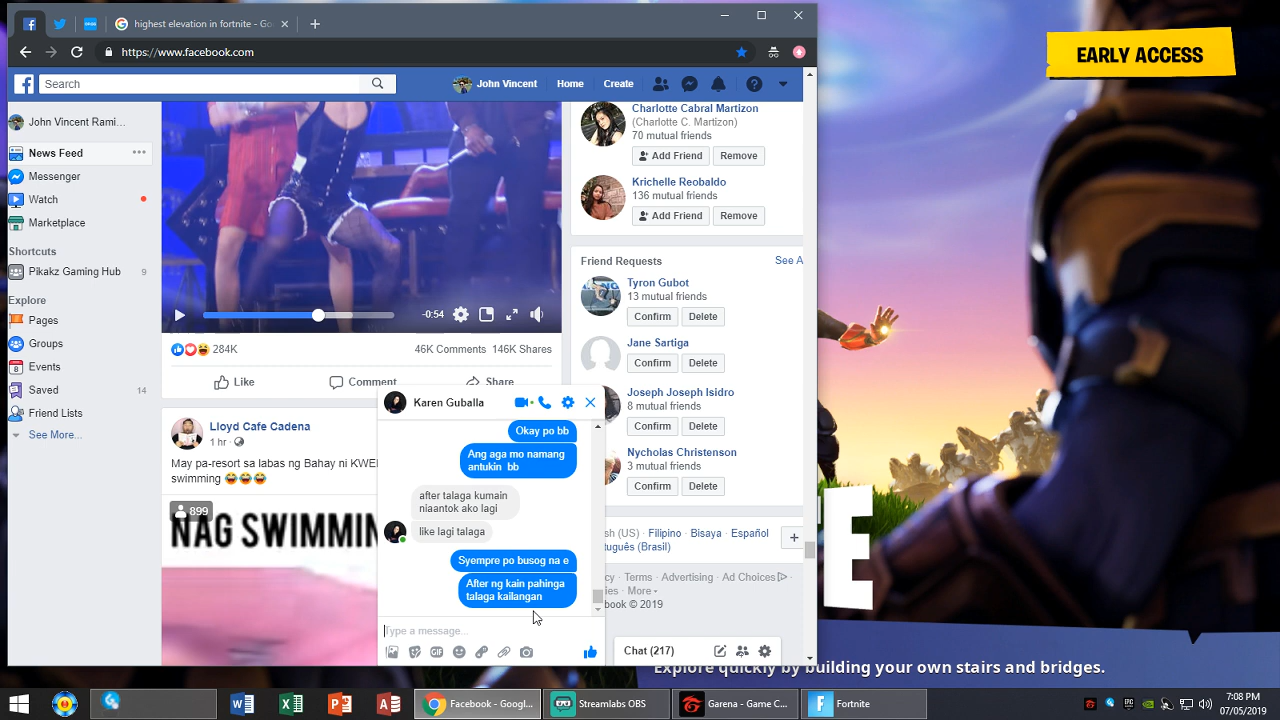 highest elevation in fortnite - Go
https://www.facebook.com
EARLY ACCESS
Search
John Vincent
Home
Create
John Vincent Rami...
News Feed
Messenger
Watch
Marketplace
Shortcuts
Pikakz Gaming Hub 9
Explore
Pages
Groups
Events
Saved 14
Friend Lists
See More...
-0:54
284K
46K Comments 146K Shares
Like
Comment
Share
Lloyd Cafe Cadena
1 hr
May pa-resort sa labas ng Bahay ni KWE
swimming
899
NAG SWIMMIN
Charlotte Cabral Martizon
(Charlotte C. Martizon)
70 mutual friends
Add Friend Remove
Krichelle Reobaldo
136 mutual friends
Add Friend Remove
Friend Requests See A
Tyron Gubot
13 mutual friends
Confirm Delete
Jane Sartiga
Confirm Delete
Joseph Joseph Isidro
8 mutual friends
Confirm Delete
Nycholas Christenson
3 mutual friends
Confirm Delete
sh (US) · Filipino · Bisaya · Español
tuguês (Brasil)
cy · Terms · Advertising · Ad Choices
ies · More
book © 2019
Karen Guballa
Okay po bb
Ang aga mo namang
antukin bb
after talaga kumain
niaantok ako lagi
like lagi talaga
Syempre po busog na e
After ng kain pahinga
talaga kailangan
Type a message...
GIF
Chat (217)
E
Explore quickly by building your own stairs and bridges.
Facebook - Googl...
Streamlabs OBS
Garena - Game C...
Fortnite
7:08 PM
07/05/2019